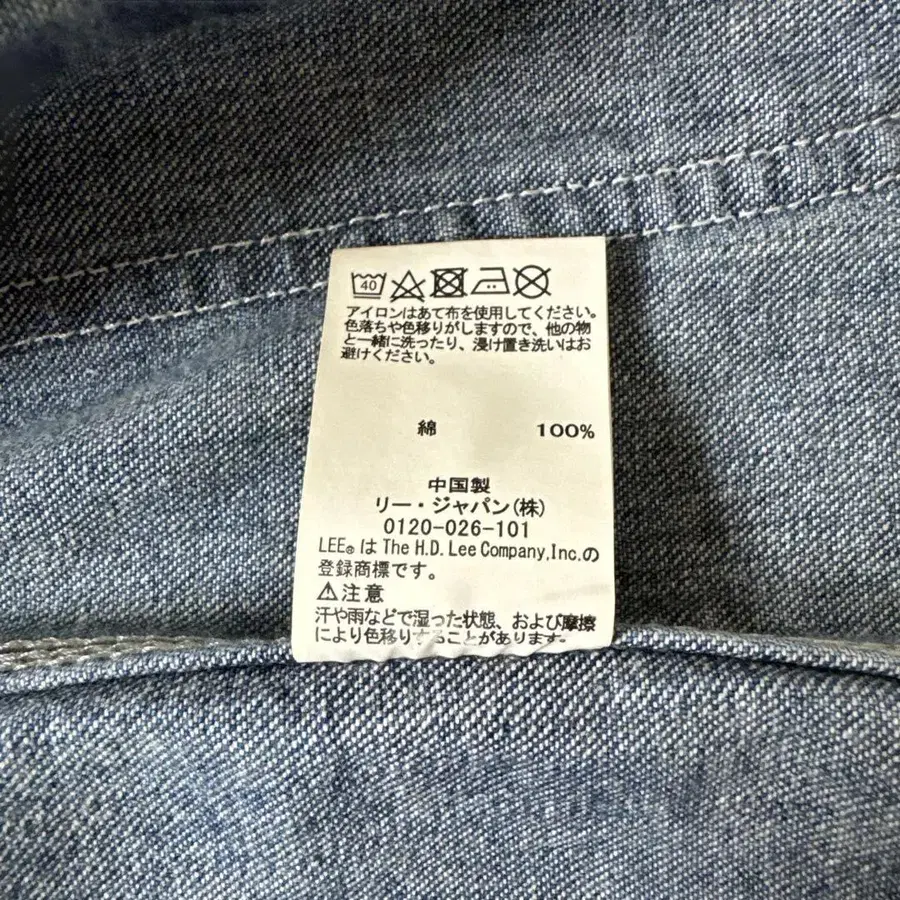 40
アイロンはあて布を使用してください。
色落ちや色移りがしますので、他の物
と一緒に洗ったり、浸け置き洗いはお
避けください。
綿 100%
中国製
リー・ジャパン(株)
0120-026-101
LEE® は The H.D. Lee Company,Inc.の
登録商標です。
⚠注意
汗や雨などで湿った状態、および摩擦
により色移りすることがあります。